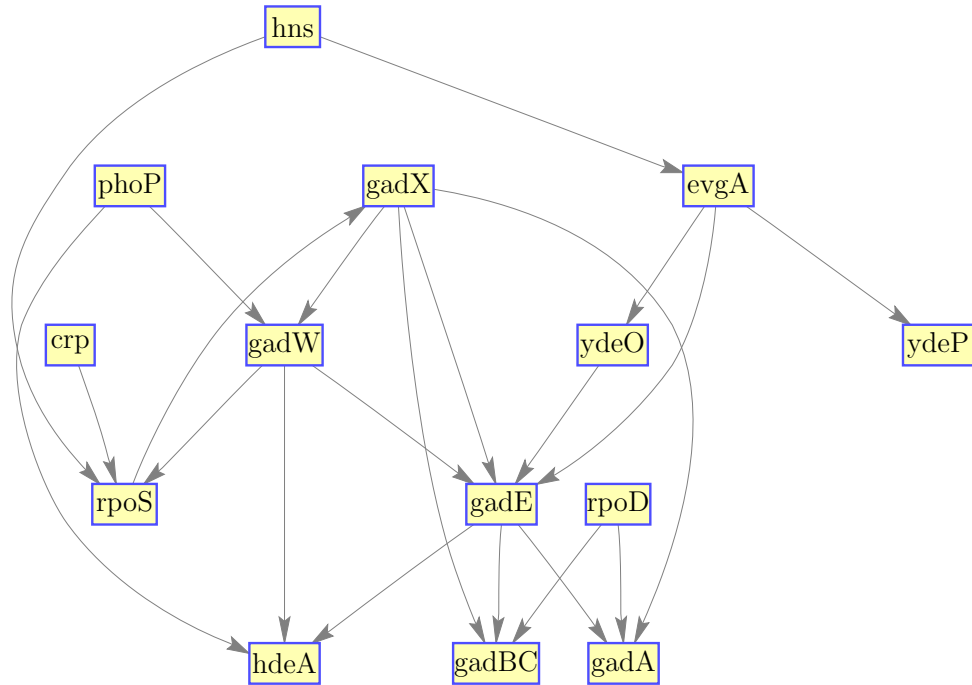 hns
phoP
gadX
evgA
crp
gadW
ydeO
ydeP
rpoS
gadE
rpoD
hdeA
gadBC
gadA